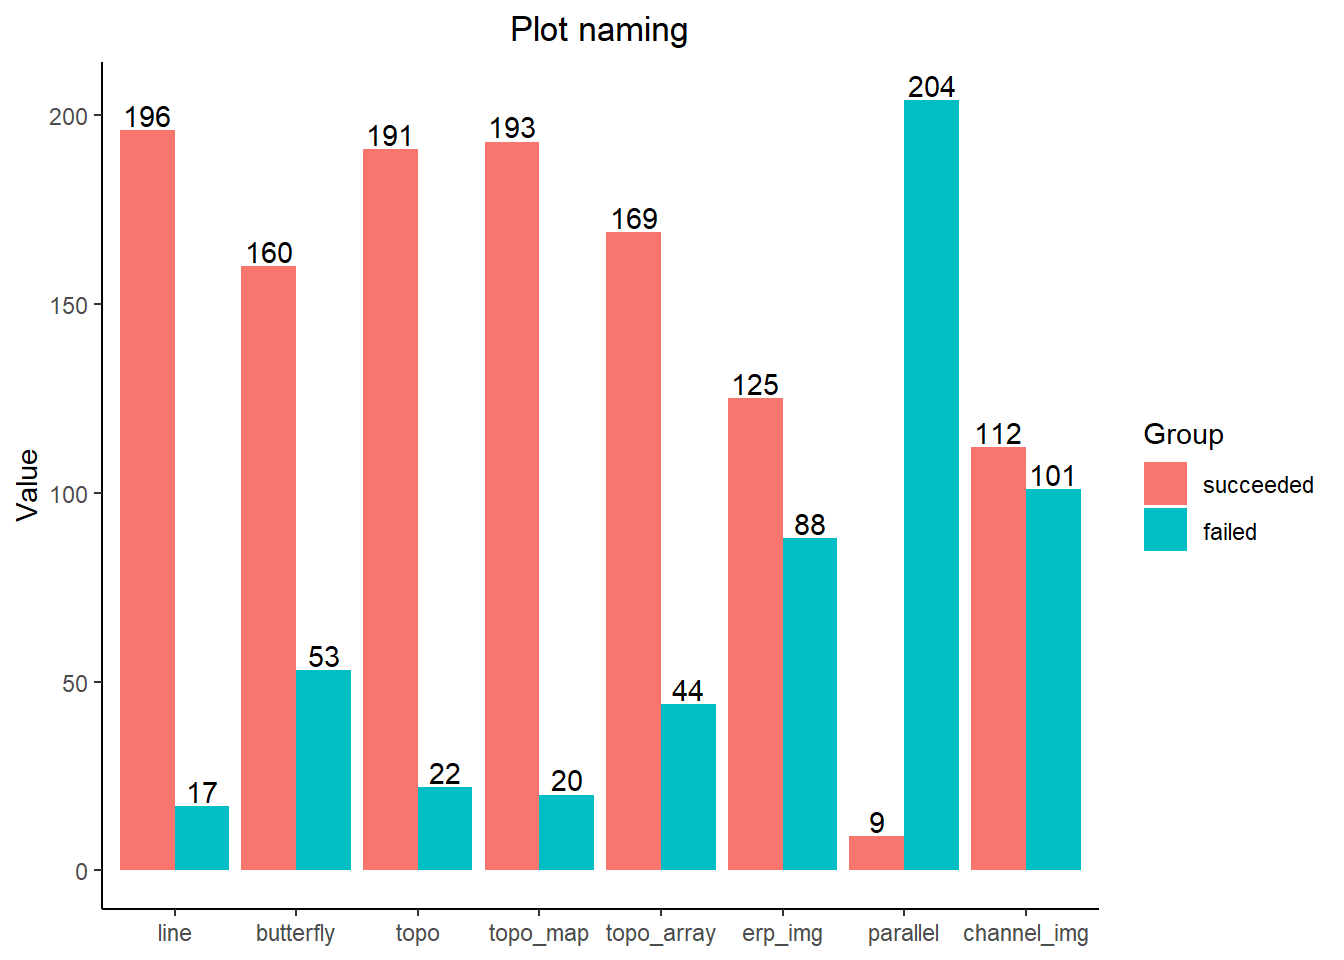 Plot naming
Value
200
150
100
50
0
196
17
160
53
191
22
193
20
169
44
125
88
9
204
112
101
line
butterfly
topo
topo_map
topo_array
erp_img
parallel
channel_img
Group
succeeded
failed